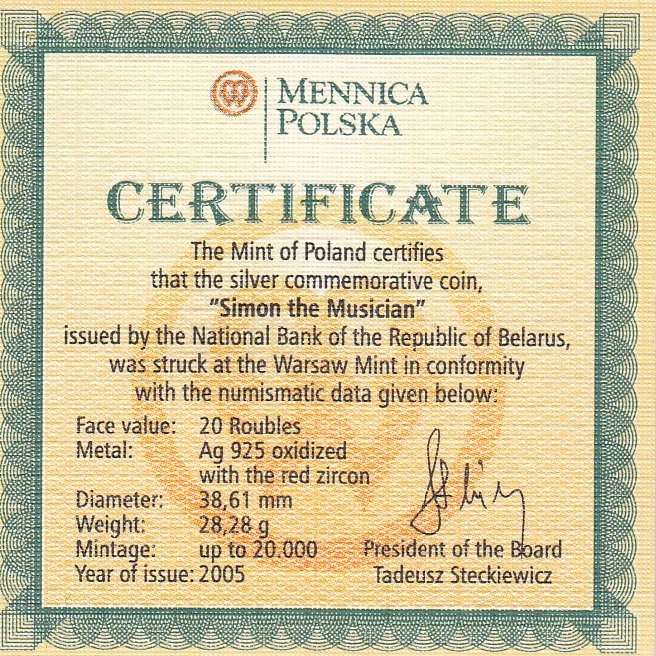 MENNICA
POLSKA
CERTIFICATE
The Mint of Poland certifies
that the silver commemorative coin,
"Simon the Musician"
issued by the National Bank of the Republic of Belarus,
was struck at the Warsaw Mint in conformity
with the numismatic data given below:
Face value: 20 Roubles
Metal: Ag 925 oxidized
with the red zircon
Diameter: 38,61 mm
Weight: 28,28 g
Mintage: up to 20.000
Year of issue: 2005
President of the Board
Tadeusz Steckiewicz